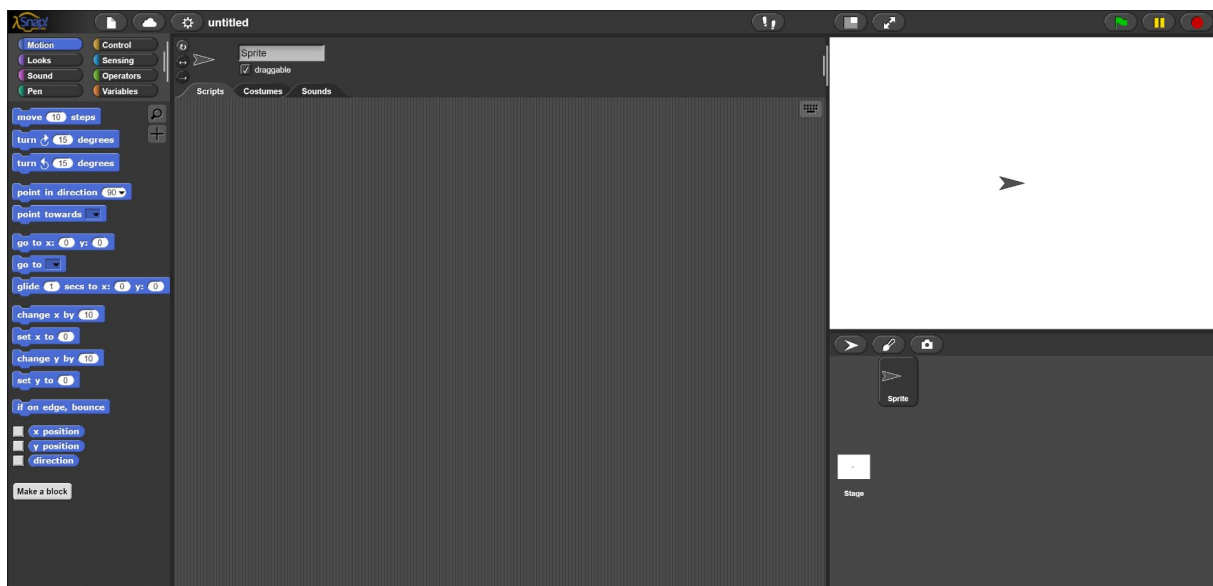 Snap!
untitled
Motion
Control
Looks
Sensing
Sound
Operators
Pen
Variables
Sprite
draggable
Scripts
Costumes
Sounds
move 10 steps
turn 15 degrees
turn 15 degrees
point in direction 90
point towards
go to x: 0 y: 0
go to
glide 1 secs to x: 0 y: 0
change x by 10
set x to 0
change y by 10
set y to 0
if on edge, bounce
x position
y position
direction
Make a block
Sprite
Stage